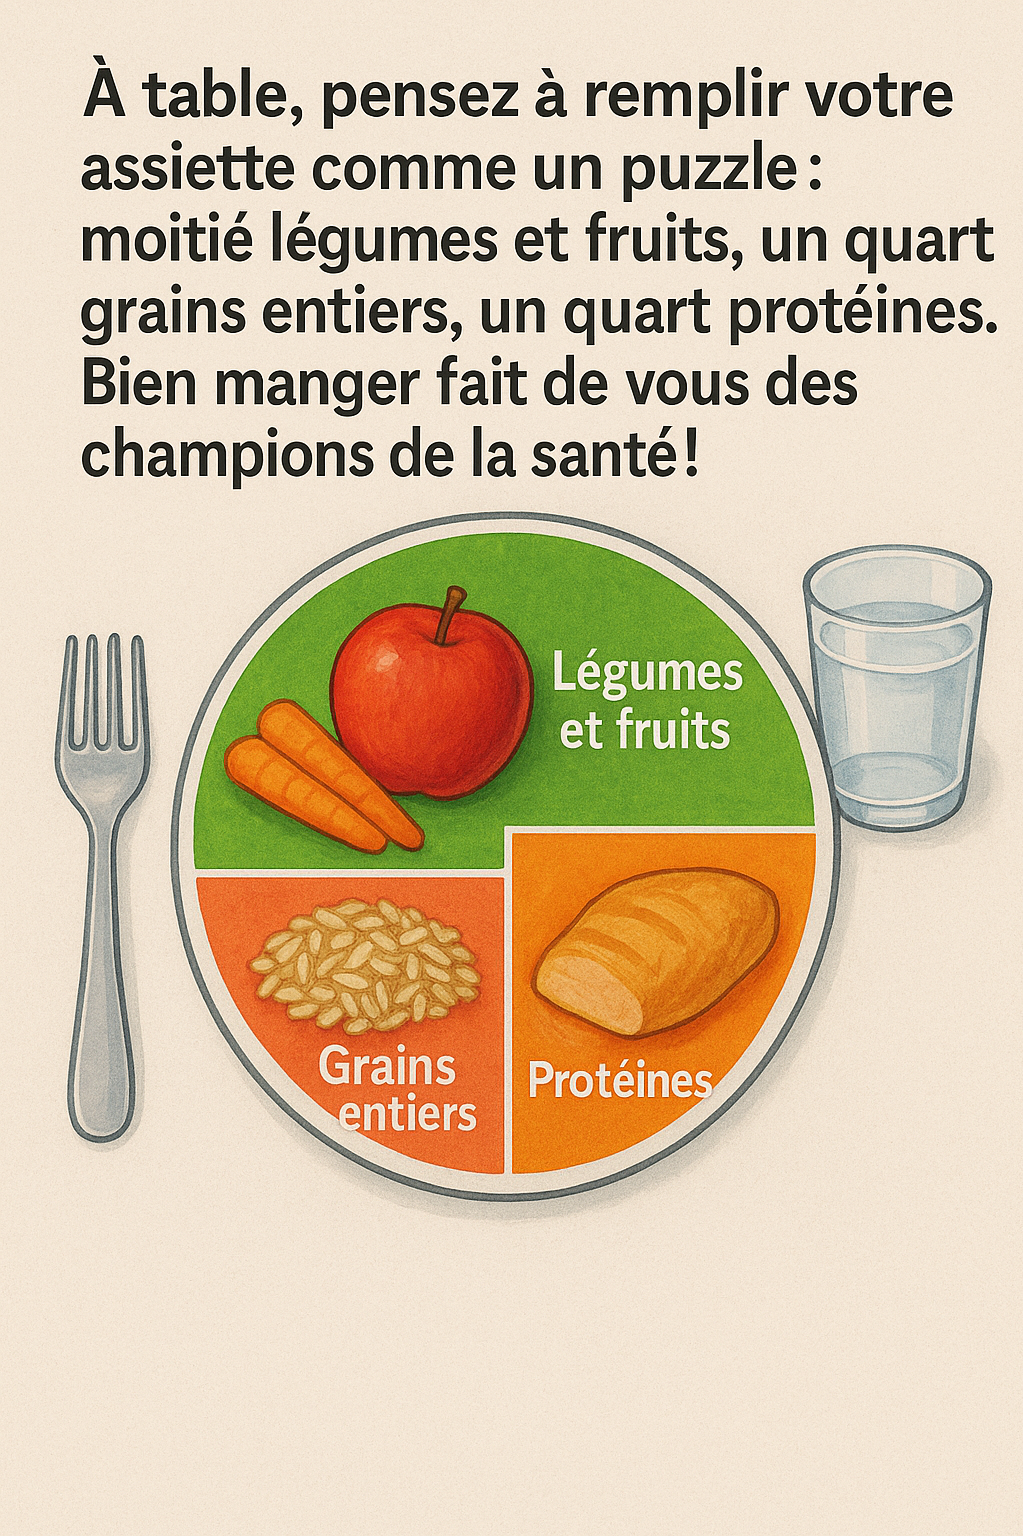 À table, pensez à remplir votre
assiette comme un puzzle :
moitié légumes et fruits, un quart
grains entiers, un quart protéines.
Bien manger fait de vous des
champions de la santé !
Légumes
et fruits
Grains
entiers
Protéines